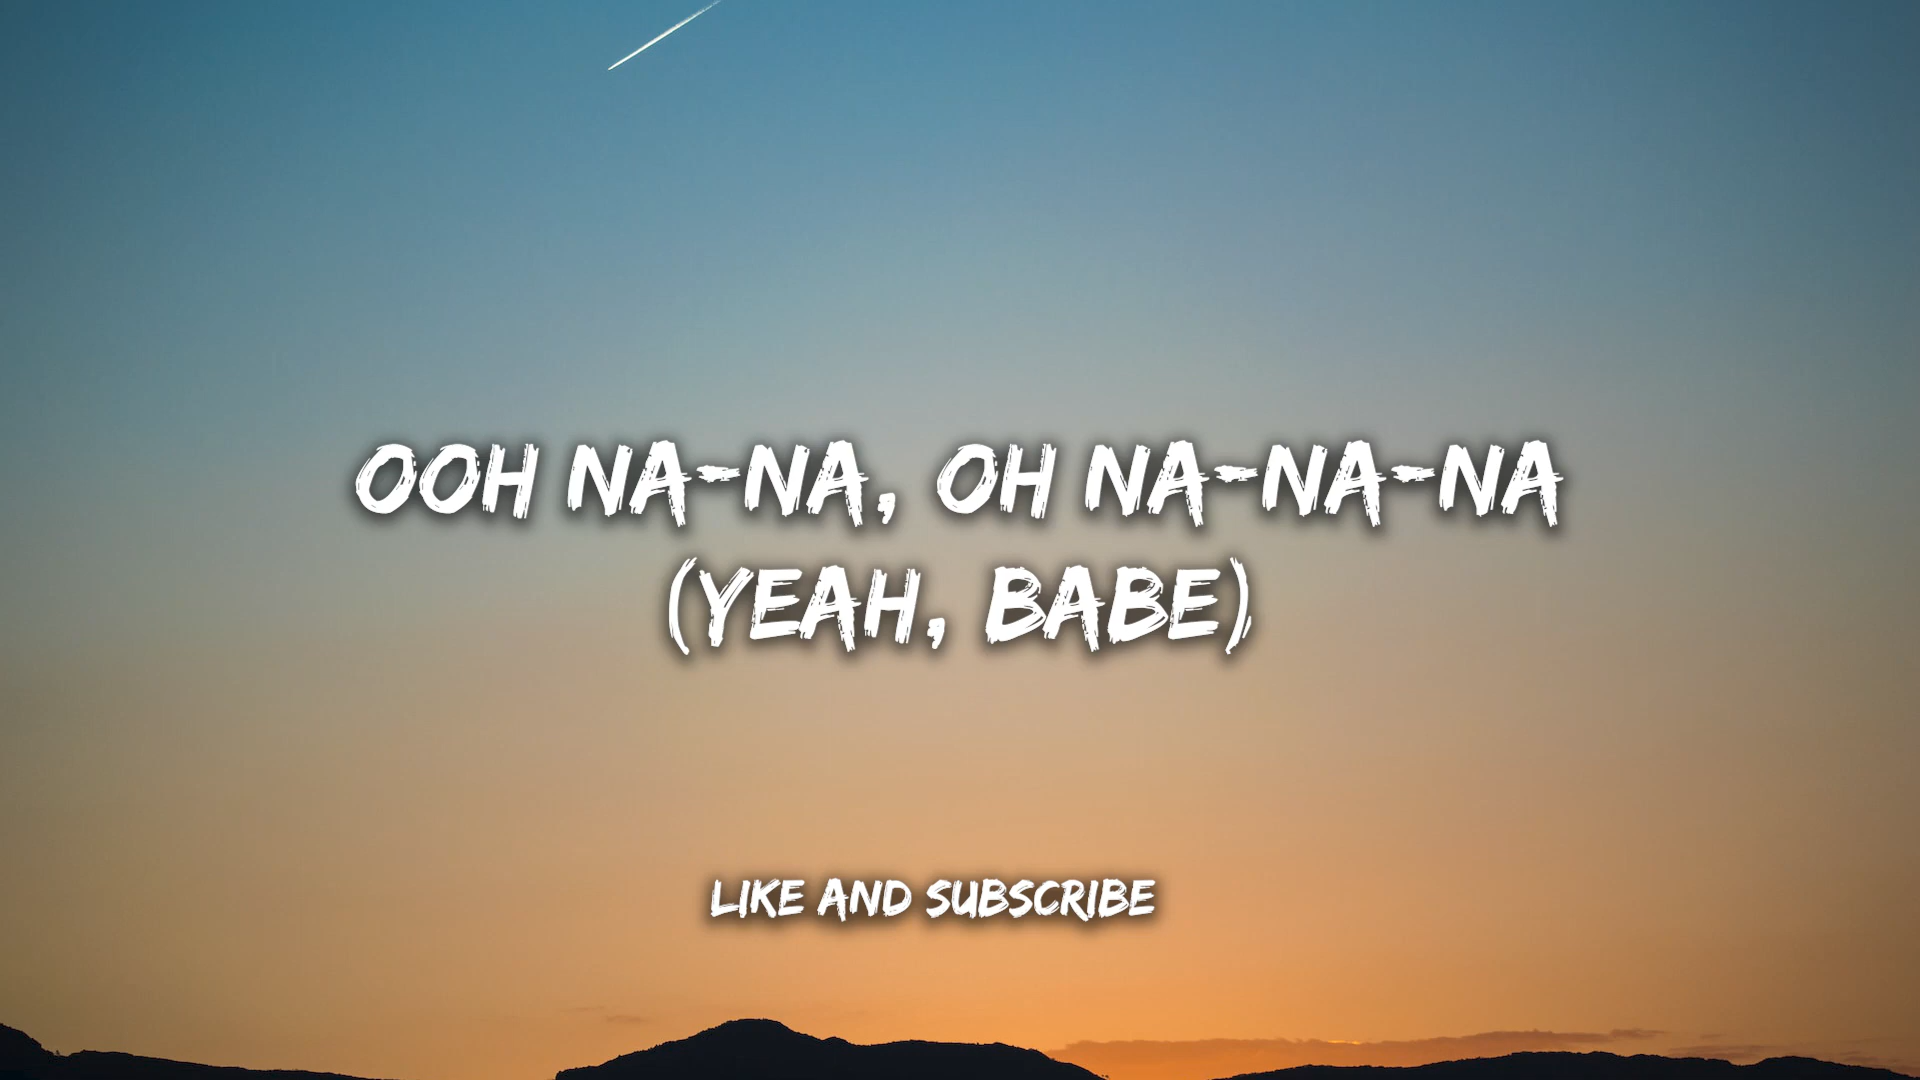 OOH NA-NA, OH NA-NA-NA
(YEAH, BABE)
LIKE AND SUBSCRIBE